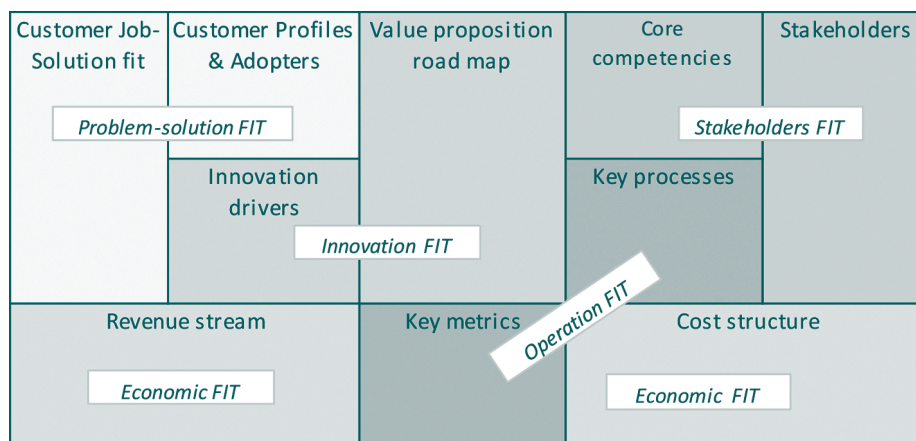 Customer Job-
Solution fit
Customer Profiles
& Adopters
Value proposition
road map
Core
competencies
Stakeholders
Problem-solution FIT
Stakeholders FIT
Innovation
drivers
Key processes
Innovation FIT
Operation FIT
Revenue stream
Key metrics
Cost structure
Economic FIT
Economic  FIT